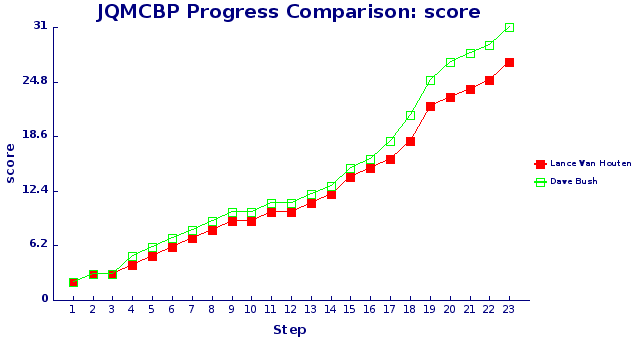 JQMCBP Progress Comparison: score
31
24.8
18.6
12.4
6.2
0
score
1 2 3 4 5 6 7 8 9 10 11 12 13 14 15 16 17 18 19 20 21 22 23
Step
Lance Van Houten
Dave Bush